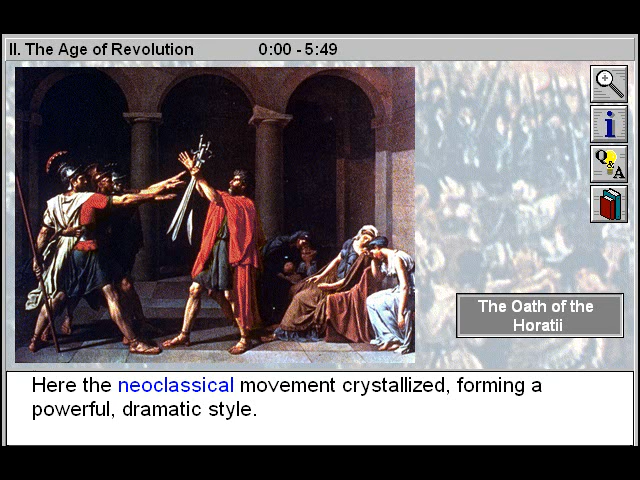 II. The Age of Revolution 0:00 - 5:49
i
Q&A
The Oath of the
Horatii
Here the neoclassical movement crystallized, forming a
powerful, dramatic style.